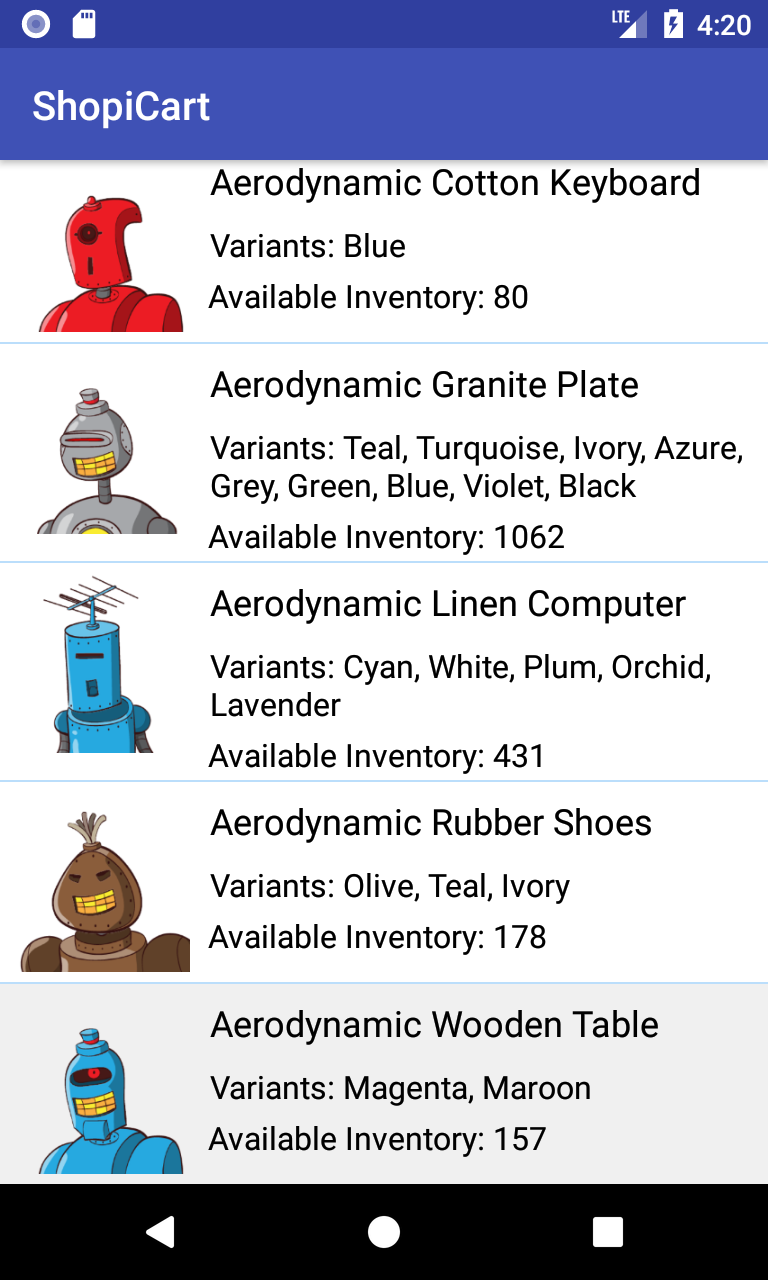 LTE 4:20
ShopiCart
Aerodynamic Cotton Keyboard
Variants: Blue
Available Inventory: 80
Aerodynamic Granite Plate
Variants: Teal, Turquoise, Ivory, Azure,
Grey, Green, Blue, Violet, Black
Available Inventory: 1062
Aerodynamic Linen Computer
Variants: Cyan, White, Plum, Orchid,
Lavender
Available Inventory: 431
Aerodynamic Rubber Shoes
Variants: Olive, Teal, Ivory
Available Inventory: 178
Aerodynamic Wooden Table
Variants: Magenta, Maroon
Available Inventory: 157